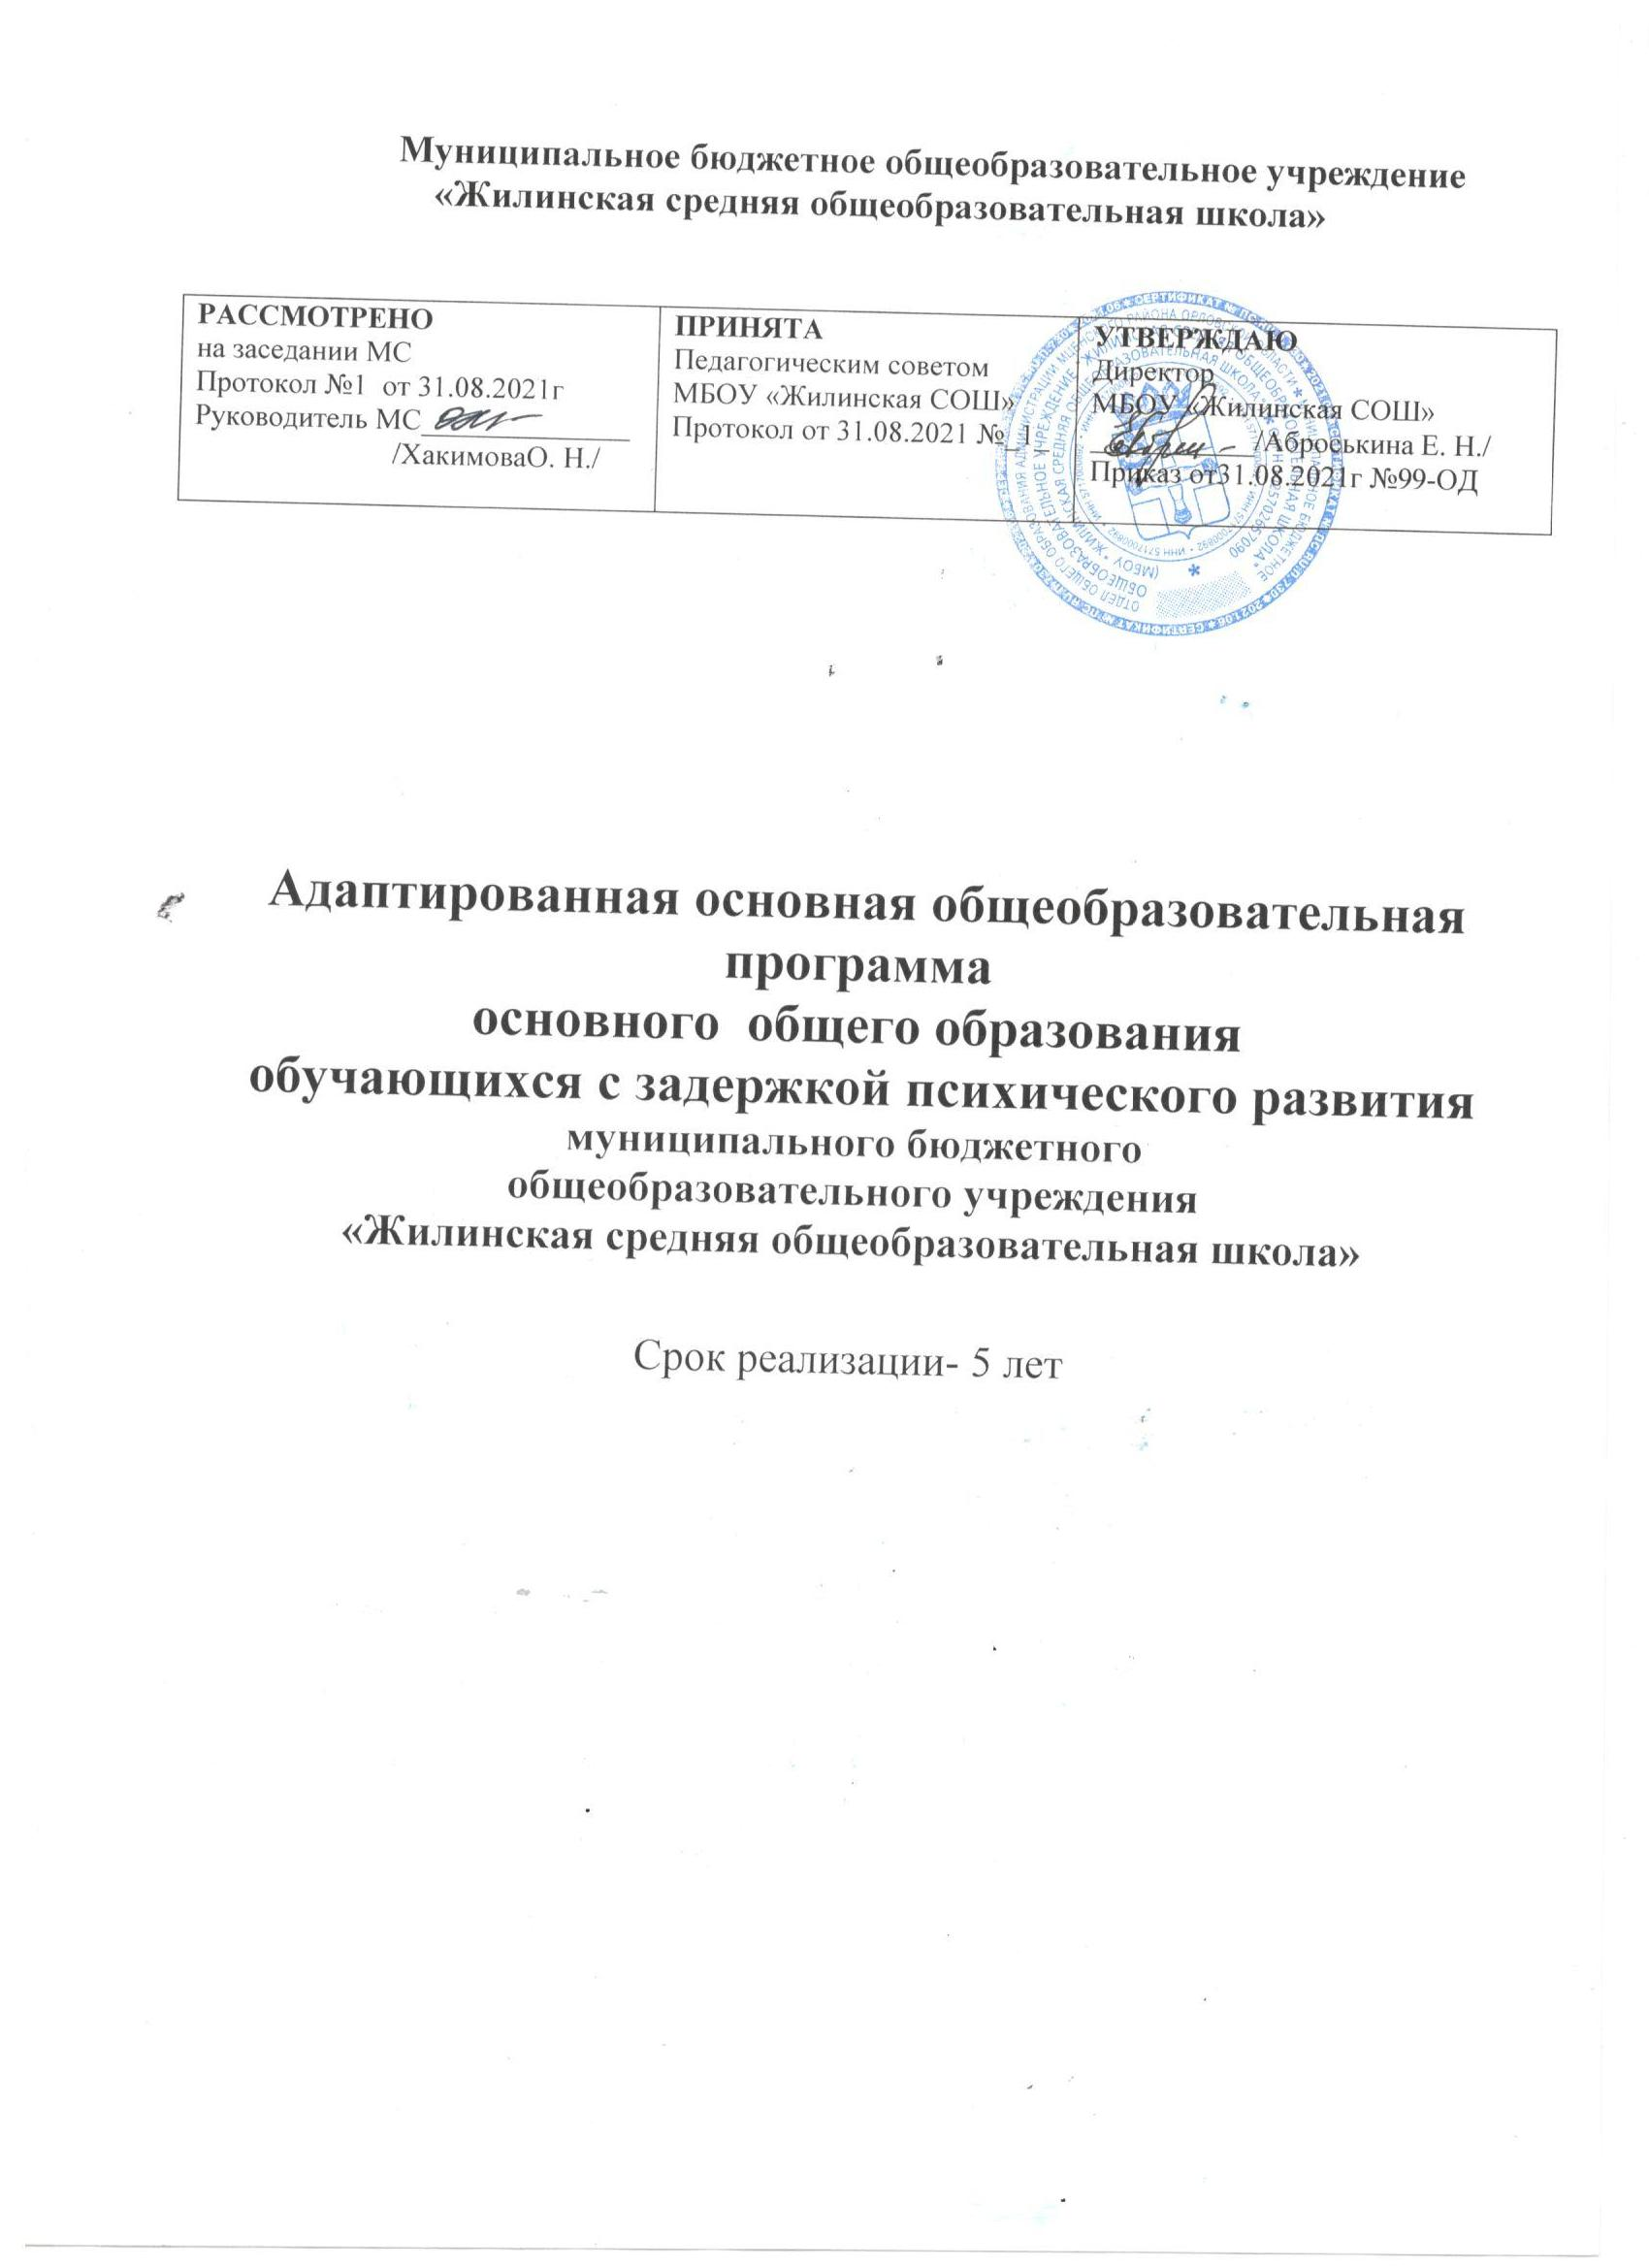 Муниципальное бюджетное общеобразовательное учреждение
«Жилинская средняя общеобразовательная школа»
РАССМОТРЕНО
на заседании МС
Протокол №1 от 31.08.2021г
Руководитель МС_______________
/ХакимоваО. Н./
ПРИНЯТА
Педагогическим советом
МБОУ «Жилинская СОШ»
Протокол от 31.08.2021 №_1_
УТВЕРЖДАЮ
Директор
МБОУ «Жилинская СОШ»
____________/Аброськина Е. Н./
Приказ от31.08.2021г №99-ОД
Адаптированная основная общеобразовательная
программа
основного общего образования
обучающихся с задержкой психического развития
муниципального бюджетного
общеобразовательного учреждения
«Жилинская средняя общеобразовательная школа»
Срок реализации- 5 лет